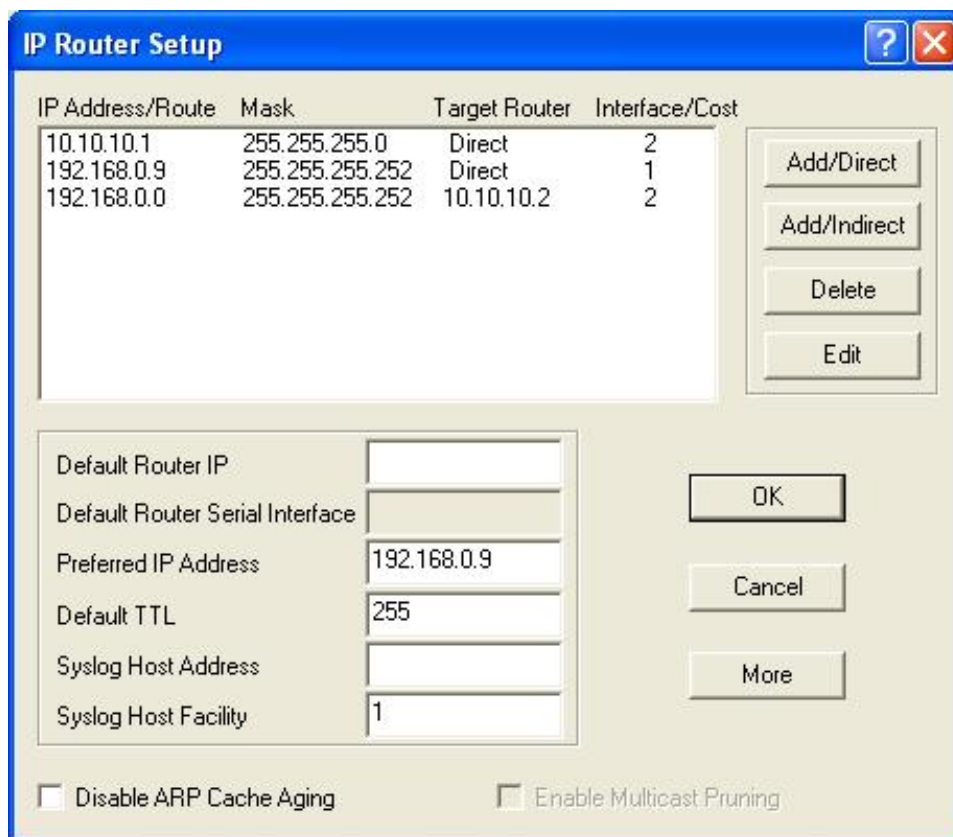 IP Router Setup
IP Address/Route Mask Target Router Interface/Cost
10.10.10.1 255.255.255.0 Direct 2
192.168.0.9 255.255.255.252 Direct 1
192.168.0.0 255.255.255.252 10.10.10.2 2
Add/Direct
Add/Indirect
Delete
Edit
Default Router IP
Default Router Serial Interface
Preferred IP Address 192.168.0.9
Default TTL 255
Syslog Host Address
Syslog Host Facility 1
OK
Cancel
More
Disable ARP Cache Aging
Enable Multicast Pruning